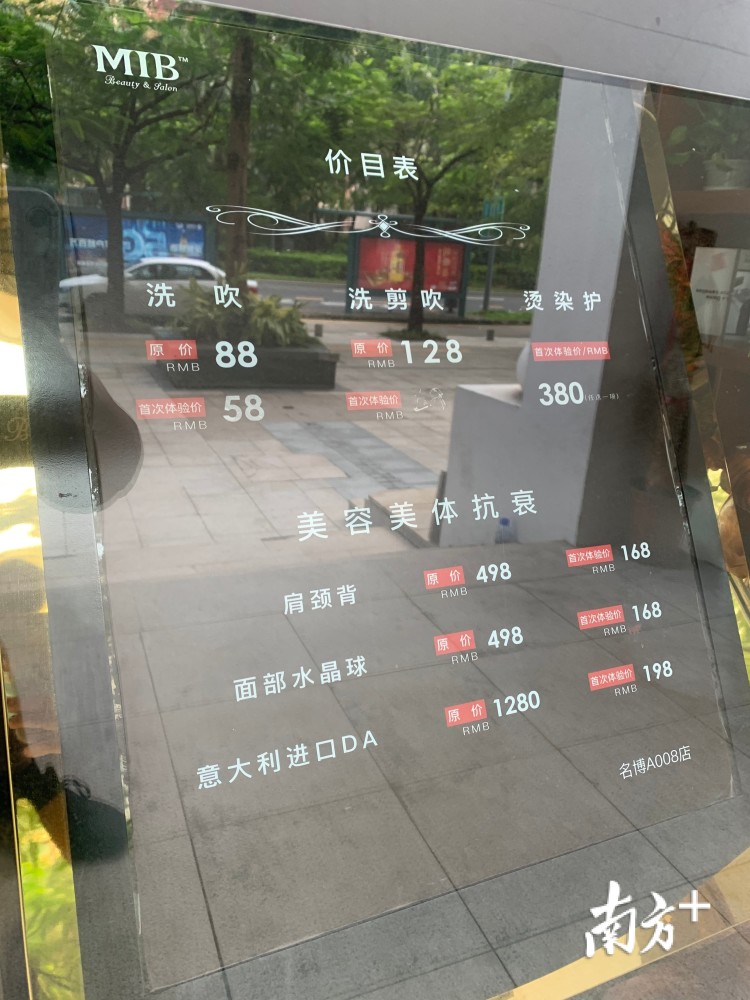 MIB™
Beauty & Salon
价目表
洗 吹 洗剪吹 烫染护
原价 RMB 88 原价 RMB 128 首次体验价/RMB
首次体验价 RMB 58 首次体验价 RMB 380
美容美体抗衰
肩颈背 原价 RMB 498 首次体验价 RMB 168
面部水晶球 原价 RMB 498 首次体验价 RMB 168
意大利进口DA 原价 RMB 1280 首次体验价 RMB 198
名博A008店
南方+